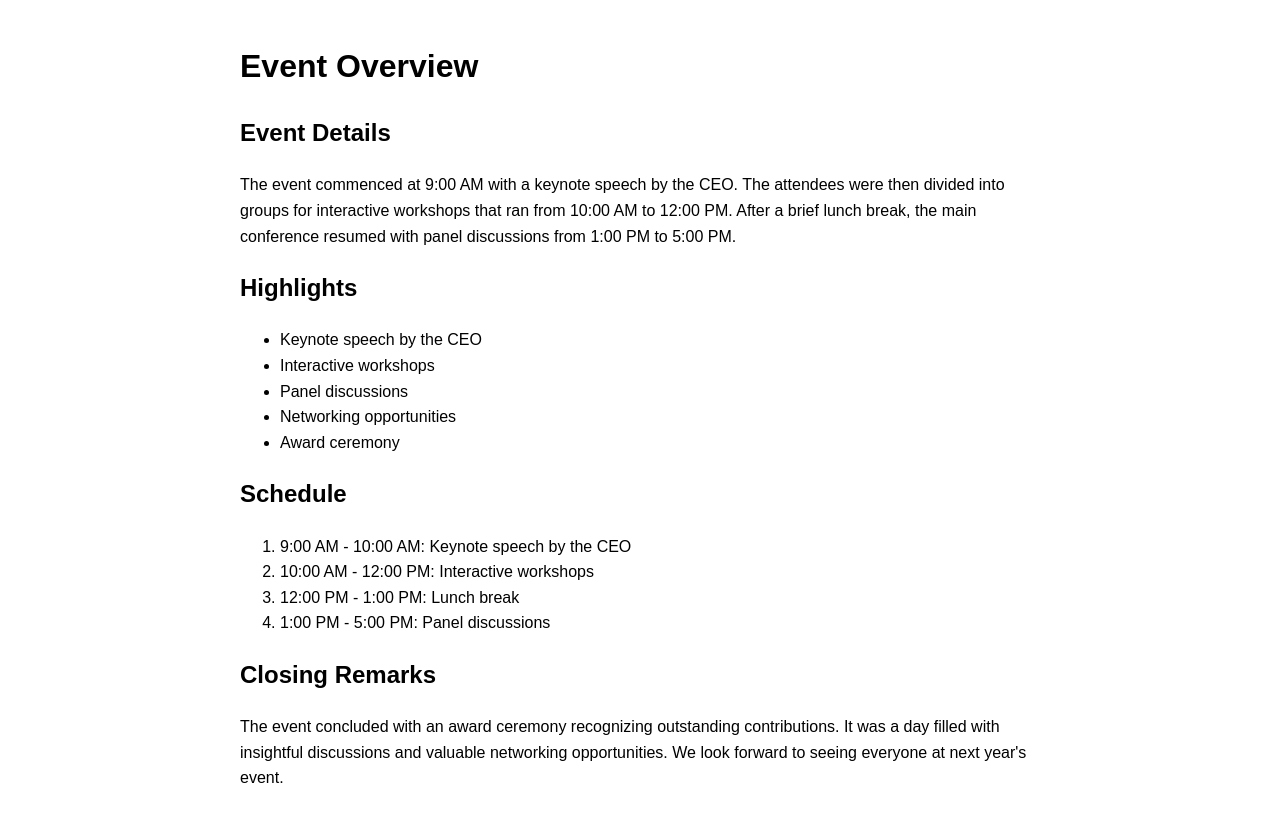 Event Overview
Event Details
The event commenced at 9:00 AM with a keynote speech by the CEO. The attendees were then divided into
groups for interactive workshops that ran from 10:00 AM to 12:00 PM. After a brief lunch break, the main
conference resumed with panel discussions from 1:00 PM to 5:00 PM.
Highlights
• Keynote speech by the CEO
• Interactive workshops
• Panel discussions
• Networking opportunities
• Award ceremony
Schedule
1. 9:00 AM - 10:00 AM: Keynote speech by the CEO
2. 10:00 AM - 12:00 PM: Interactive workshops
3. 12:00 PM - 1:00 PM: Lunch break
4. 1:00 PM - 5:00 PM: Panel discussions
Closing Remarks
The event concluded with an award ceremony recognizing outstanding contributions. It was a day filled with
insightful discussions and valuable networking opportunities. We look forward to seeing everyone at next year's
event.